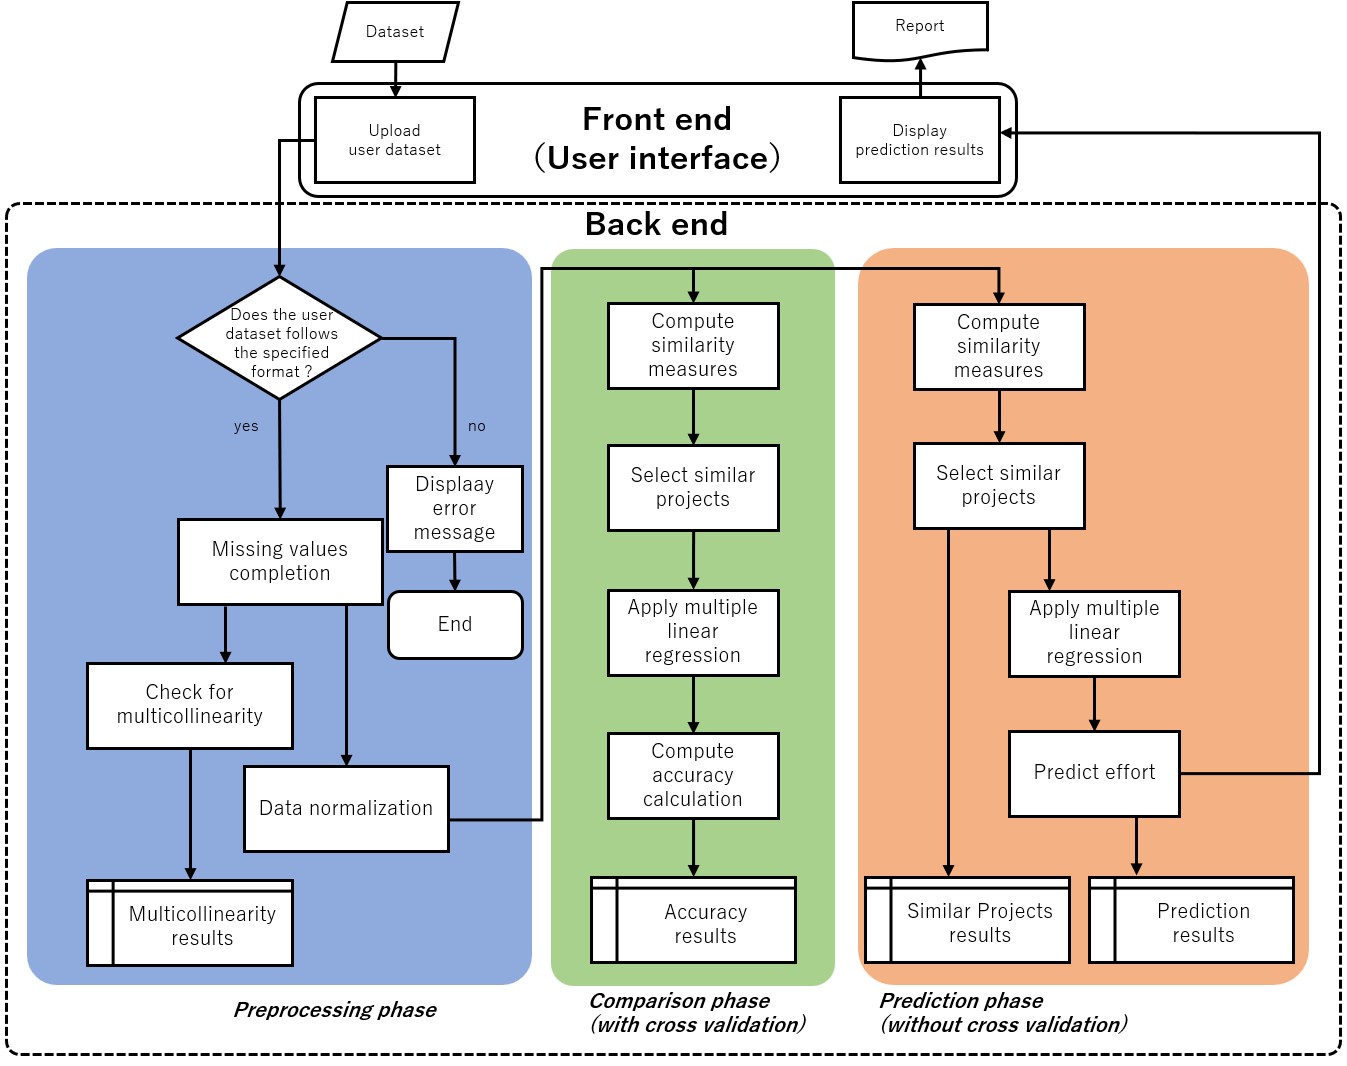 Dataset
Report
Upload
user dataset
Front end
（User interface）
Display
prediction results
Back end
Does the user
dataset follows
the specified
format ?
yes
no
Displaay
error
message
End
Missing values
completion
Check for
multicollinearity
Data normalization
Multicollinearity
results
Preprocessing phase
Compute
similarity
measures
Select similar
projects
Apply multiple
linear
regression
Compute
accuracy
calculation
Accuracy
results
Comparison phase
(with cross validation)
Compute
similarity
measures
Select similar
projects
Apply multiple
linear
regression
Predict effort
Similar Projects
results
Prediction
results
Prediction phase
(without cross validation)